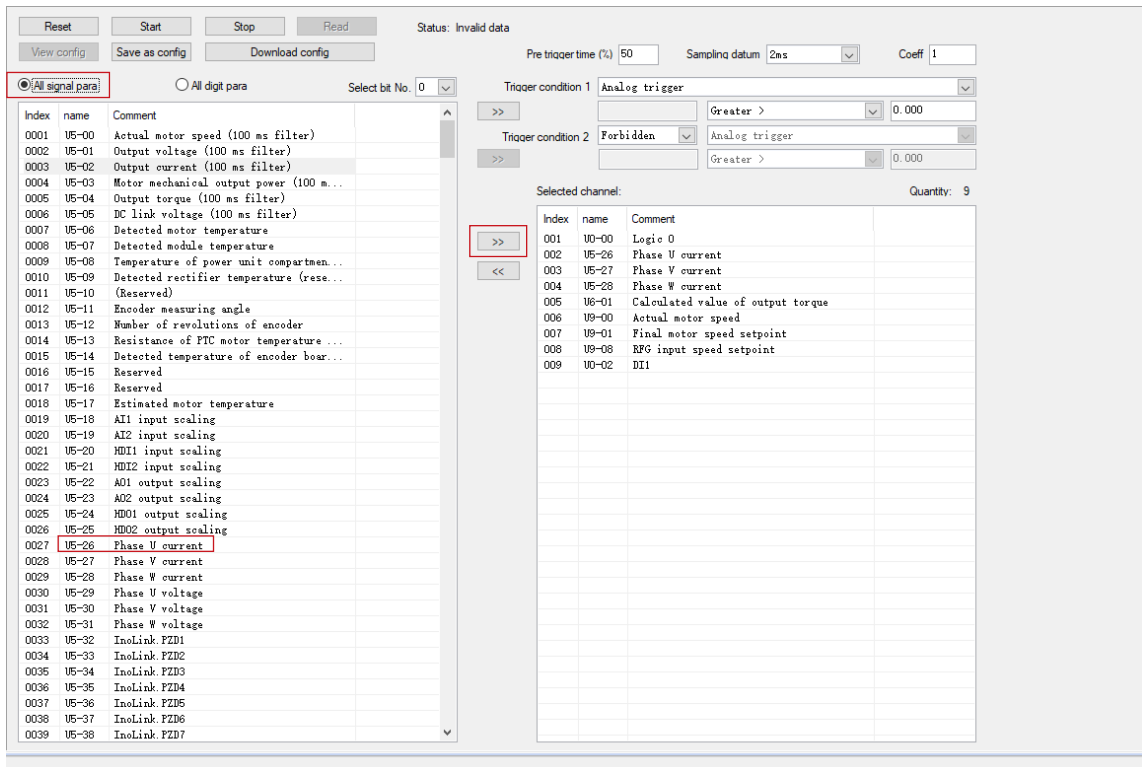 Reset Start Stop Read Status: Invalid data
View config Save as config Download config Pre trigger time (%) 50 Sampling datum 2ms Coeff 1
All signal para All digit para Select bit No. 0 Trigger condition 1 Analog trigger
>> Greater > 0.000
Trigger condition 2 Forbidden Analog trigger
>> Greater > 0.000
Index name Comment
0001 U5-00 Actual motor speed (100 ms filter)
0002 U5-01 Output voltage (100 ms filter)
0003 U5-02 Output current (100 ms filter)
0004 U5-03 Motor mechanical output power (100 m...
0005 U5-04 Output torque (100 ms filter)
0006 U5-05 DC link voltage (100 ms filter)
0007 U5-06 Detected motor temperature
0008 U5-07 Detected module temperature
0009 U5-08 Temperature of power unit compartmen...
0010 U5-09 Detected rectifier temperature (rese...
0011 U5-10 (Reserved)
0012 U5-11 Encoder measuring angle
0013 U5-12 Number of revolutions of encoder
0014 U5-13 Resistance of PTC motor temperature ...
0015 U5-14 Detected temperature of encoder boar...
0016 U5-15 Reserved
0017 U5-16 Reserved
0018 U5-17 Estimated motor temperature
0019 U5-18 AI1 input scaling
0020 U5-19 AI2 input scaling
0021 U5-20 HDI1 input scaling
0022 U5-21 HDI2 input scaling
0023 U5-22 AO1 output scaling
0024 U5-23 AO2 output scaling
0025 U5-24 HDO1 output scaling
0026 U5-25 HDO2 output scaling
0027 U5-26 Phase U current
0028 U5-27 Phase V current
0029 U5-28 Phase W current
0030 U5-29 Phase U voltage
0031 U5-30 Phase V voltage
0032 U5-31 Phase W voltage
0033 U5-32 InoLink.PZD1
0034 U5-33 InoLink.PZD2
0035 U5-34 InoLink.PZD3
0036 U5-35 InoLink.PZD4
0037 U5-36 InoLink.PZD5
0038 U5-37 InoLink.PZD6
0039 U5-38 InoLink.PZD7
>>
<<
Selected channel: Quantity: 9
Index name Comment
001 U0-00 Logic 0
002 U5-26 Phase U current
003 U5-27 Phase V current
004 U5-28 Phase W current
005 U6-01 Calculated value of output torque
006 U9-00 Actual motor speed
007 U9-01 Final motor speed setpoint
008 U9-08 RFG input speed setpoint
009 U0-02 DI1